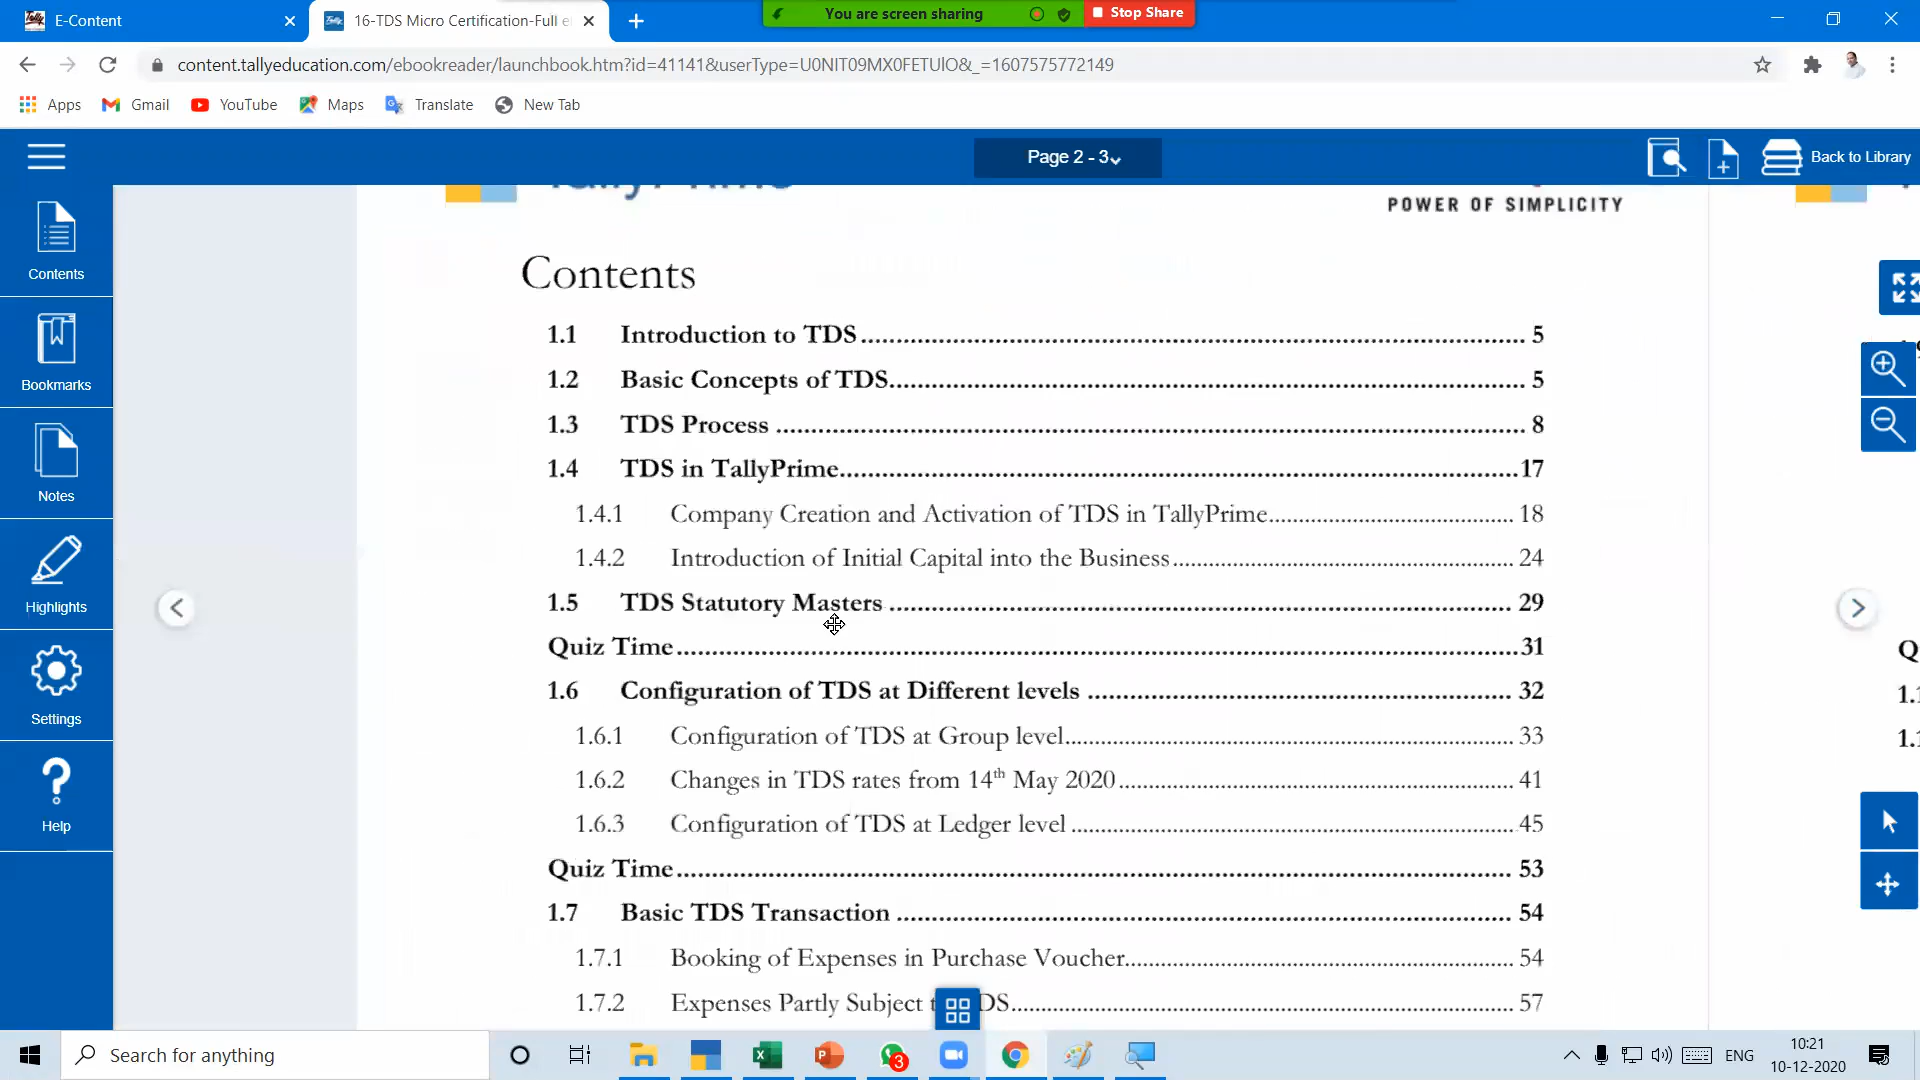 E-Content
16-TDS Micro Certification-Full e
You are screen sharing
Stop Share
content.tallyeducation.com/ebookreader/launchbook.htm?id=41141&userType=U0NIT09MX0FETUlO&_=1607575772149
Apps
Gmail
YouTube
Maps
Translate
New Tab
Page 2 - 3
Back to Library
POWER OF SIMPLICITY
Contents
Bookmarks
Notes
Highlights
Settings
Help
Contents
1.1 Introduction to TDS 5
1.2 Basic Concepts of TDS 5
1.3 TDS Process 8
1.4 TDS in TallyPrime 17
1.4.1 Company Creation and Activation of TDS in TallyPrime 18
1.4.2 Introduction of Initial Capital into the Business 24
1.5 TDS Statutory Masters 29
Quiz Time 31
1.6 Configuration of TDS at Different levels 32
1.6.1 Configuration of TDS at Group level 33
1.6.2 Changes in TDS rates from 14th May 2020 41
1.6.3 Configuration of TDS at Ledger level 45
Quiz Time 53
1.7 Basic TDS Transaction 54
1.7.1 Booking of Expenses in Purchase Voucher 54
1.7.2 Expenses Partly Subject DS 57
Search for anything
3
ENG
10:21
10-12-2020